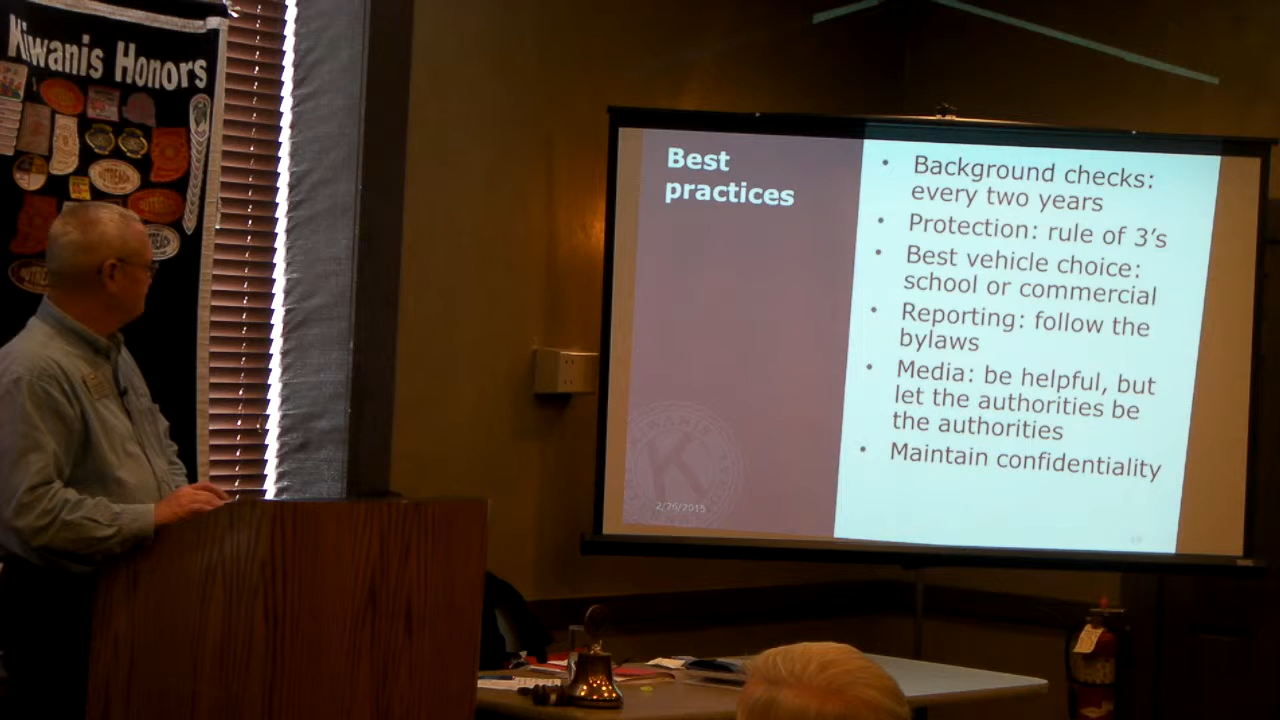 Kiwanis Honors
Best
practices
• Background checks:
every two years
• Protection: rule of 3's
• Best vehicle choice:
school or commercial
• Reporting: follow the
bylaws
• Media: be helpful, but
let the authorities be
the authorities
• Maintain confidentiality
2/26/2015
K
OUTREACH